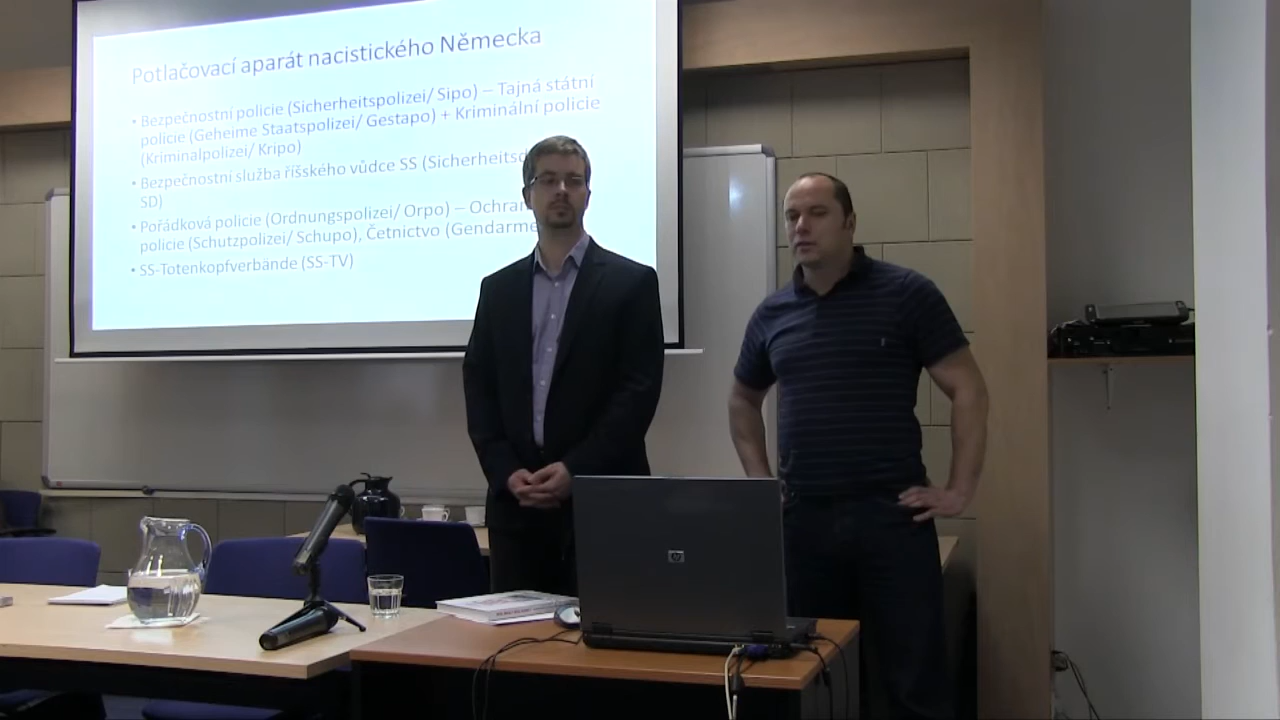 Potlačovací aparát nacistického Německa
• Bezpečnostní policie (Sicherheitspolizei/ Sipo) – Tajná státní
policie (Geheime Staatspolizei/ Gestapo) + Kriminální policie
(Kriminalpolizei/ Kripo)
• Bezpečnostní služba říšského vůdce SS (Sicherheitsd
SD)
• Pořádková policie (Ordnungspolizei/ Orpo) – Ochran
policie (Schutzpolizei/ Schupo), Četnictvo (Gendarme
• SS-Totenkopfverbände (SS-TV)
hp